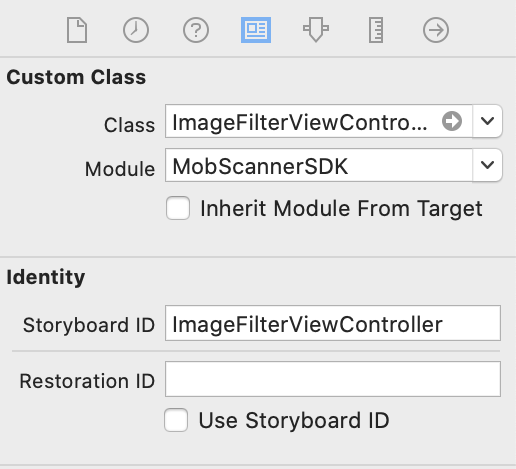 Custom Class
Class ImageFilterViewContro...
Module MobScannerSDK
Inherit Module From Target
Identity
Storyboard ID ImageFilterViewController
Restoration ID
Use Storyboard ID